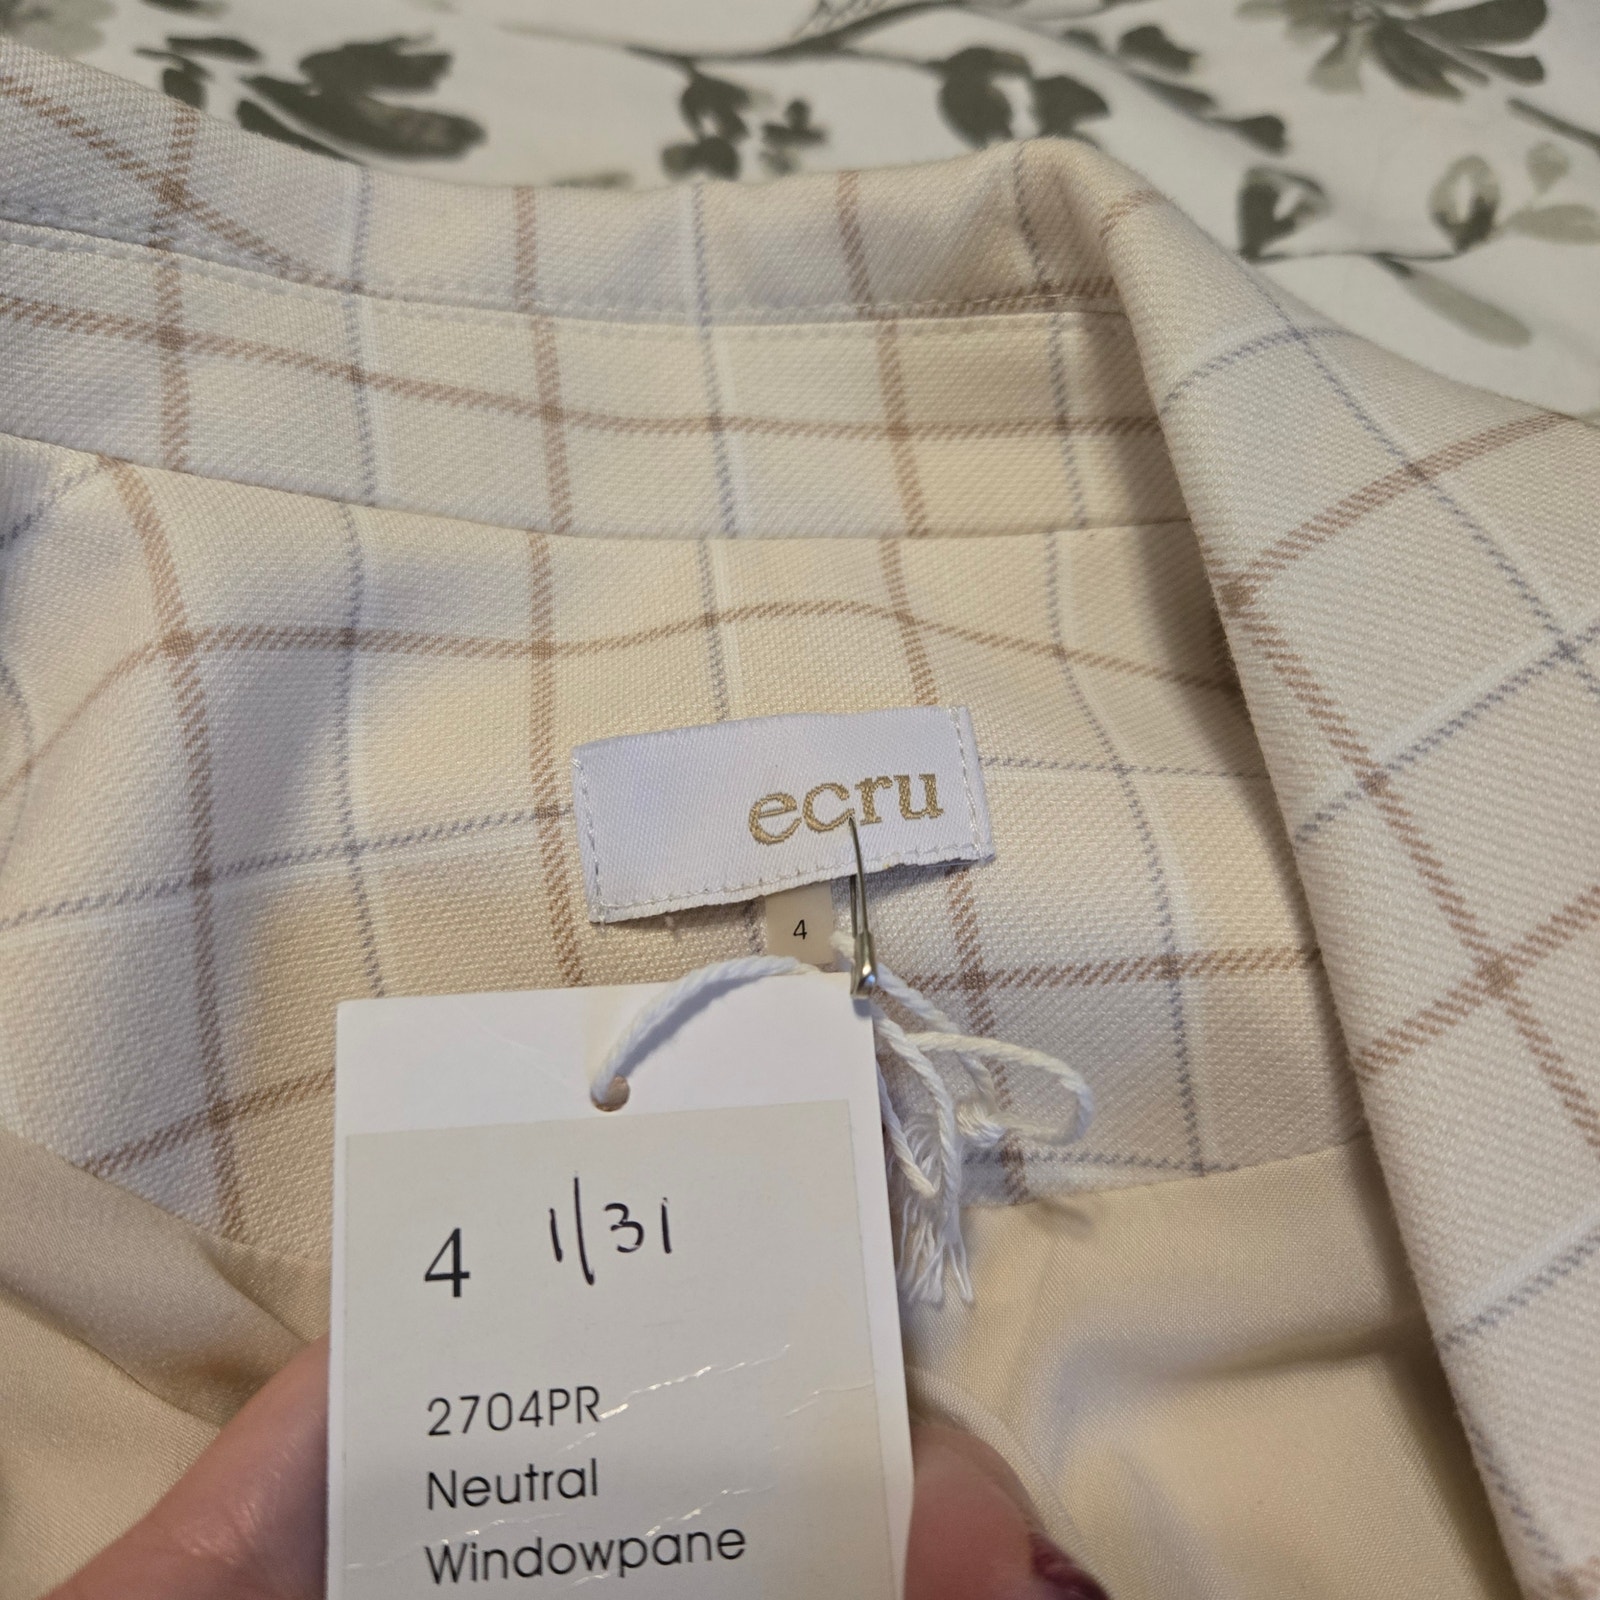 ecru
4
4 1/31
2704PR
Neutral
Windowpane